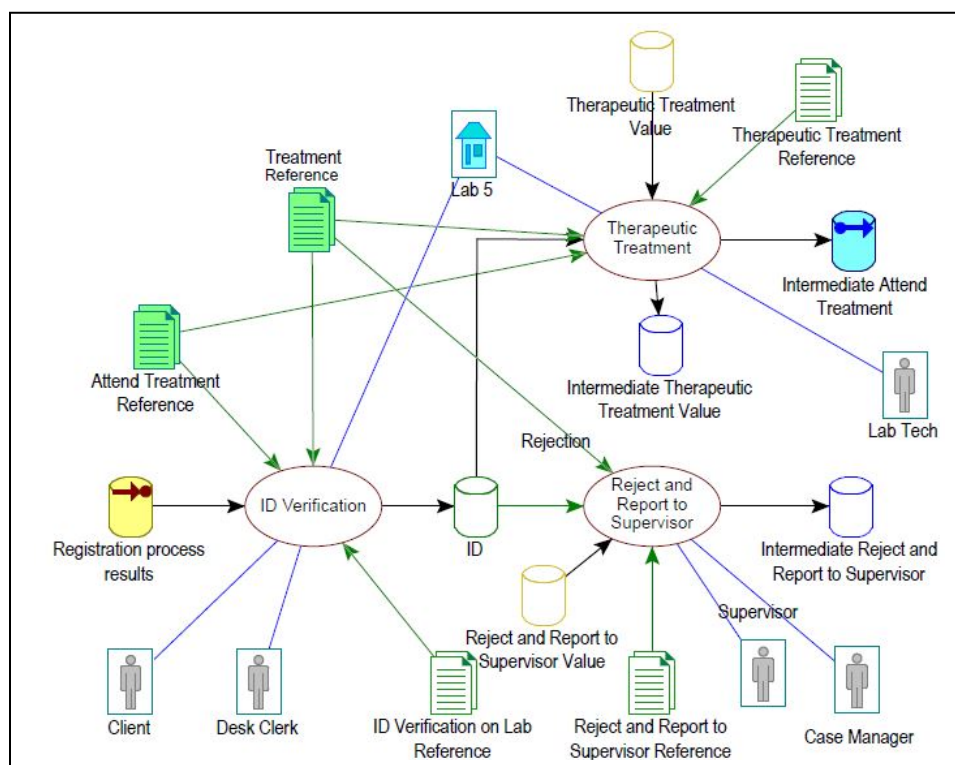 Therapeutic Treatment
Value
Therapeutic Treatment
Reference
Treatment
Reference
Lab 5
Therapeutic
Treatment
Intermediate Attend
Treatment
Attend Treatment
Reference
Intermediate Therapeutic
Treatment Value
Lab Tech
Rejection
Registration process
results
ID Verification
ID
Reject and
Report to
Supervisor
Intermediate Reject and
Report to Supervisor
Reject and Report to
Supervisor Value
Supervisor
Client
Desk Clerk
ID Verification on Lab
Reference
Reject and Report to
Supervisor Reference
Case Manager